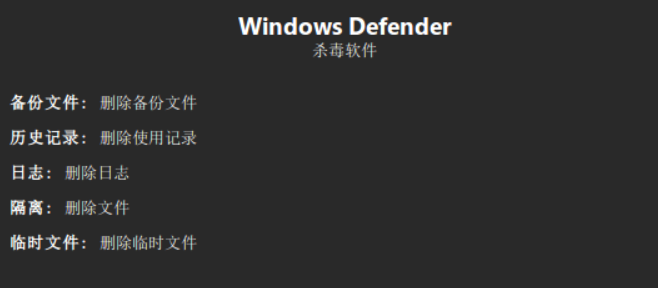 Windows Defender
杀毒软件
备份文件： 删除备份文件
历史记录： 删除使用记录
日志： 删除日志
隔离： 删除文件
临时文件： 删除临时文件